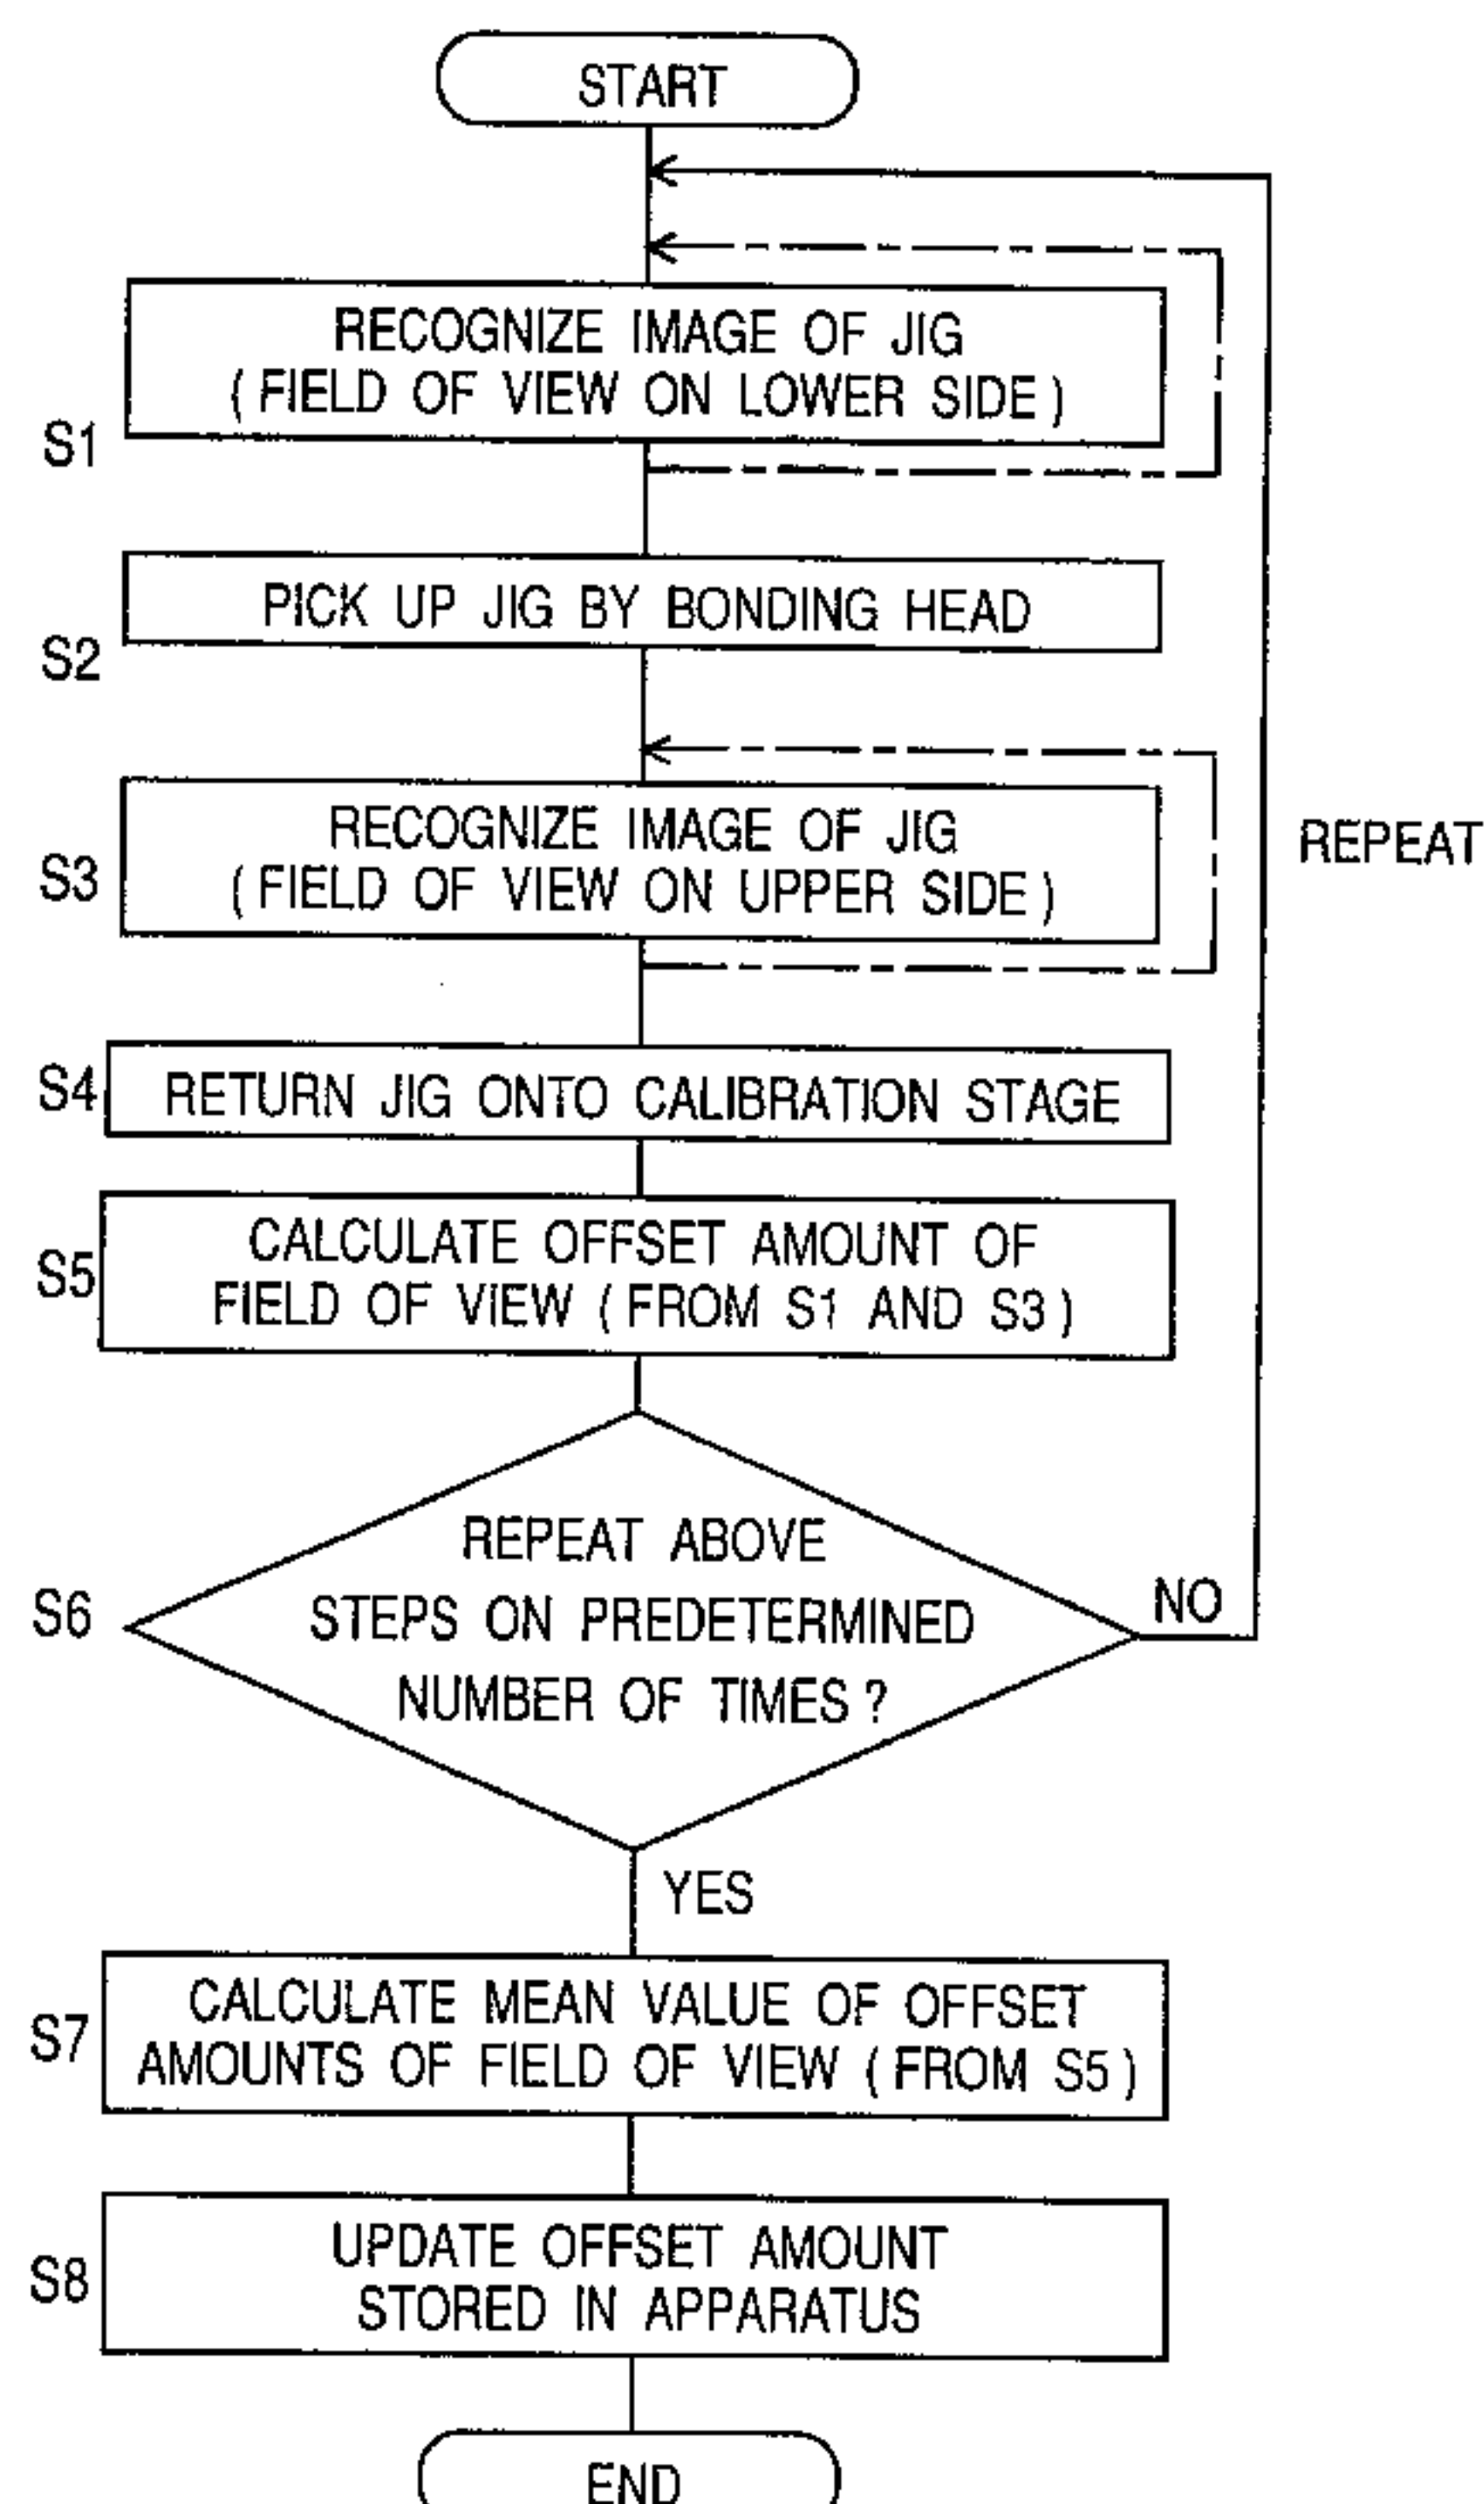 START
RECOGNIZE IMAGE OF JIG
( FIELD OF VIEW ON LOWER SIDE )
S1
PICK UP JIG BY BONDING HEAD
S2
RECOGNIZE IMAGE OF JIG
( FIELD OF VIEW ON UPPER SIDE )
S3
REPEAT
S4
RETURN JIG ONTO CALIBRATION STAGE
CALCULATE OFFSET AMOUNT OF
FIELD OF VIEW ( FROM S1 AND S3 )
S5
REPEAT ABOVE
STEPS ON PREDETERMINED
NUMBER OF TIMES ?
S6
NO
YES
CALCULATE MEAN VALUE OF OFFSET
AMOUNTS OF FIELD OF VIEW ( FROM S5 )
S7
UPDATE OFFSET AMOUNT
STORED IN APPARATUS
S8
END